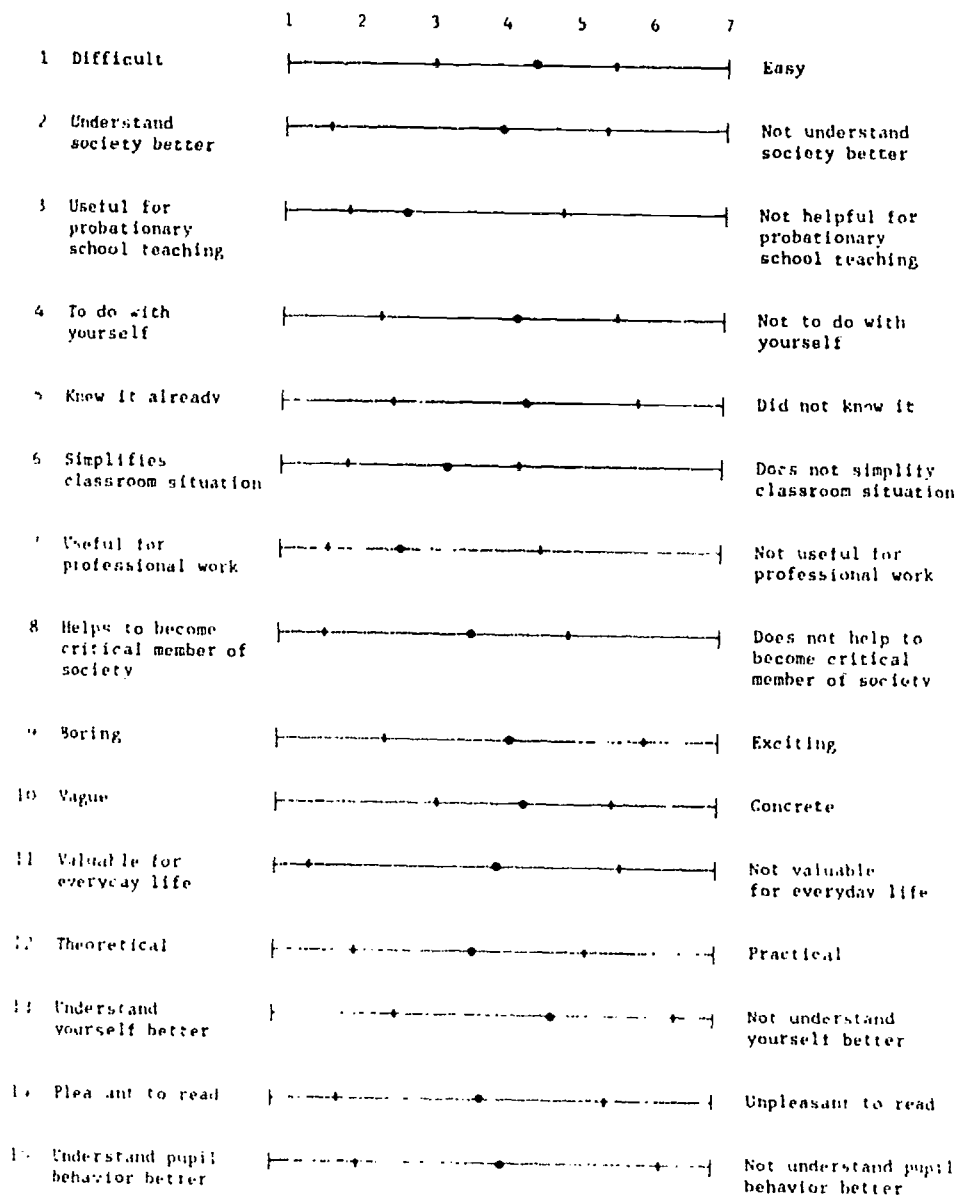 1 2 3 4 5 6 7
1 Difficult Easy
2 Understand society better Not understand society better
3 Useful for probationary school teaching Not helpful for probationary school teaching
4 To do with yourself Not to do with yourself
Knew it already Did not know it
6 Simplifies classroom situation Does not simplify classroom situation
Useful for professional work Not useful for professional work
8 Helps to become critical member of society Does not help to become critical member of society
Boring Exciting
10 Vague Concrete
11 Valuable for everyday life Not valuable for everyday life
12 Theoretical Practical
Understand yourself better Not understand yourself better
Plea ant to read Unpleasant to read
Understand pupil behavior better Not understand pupil behavior better